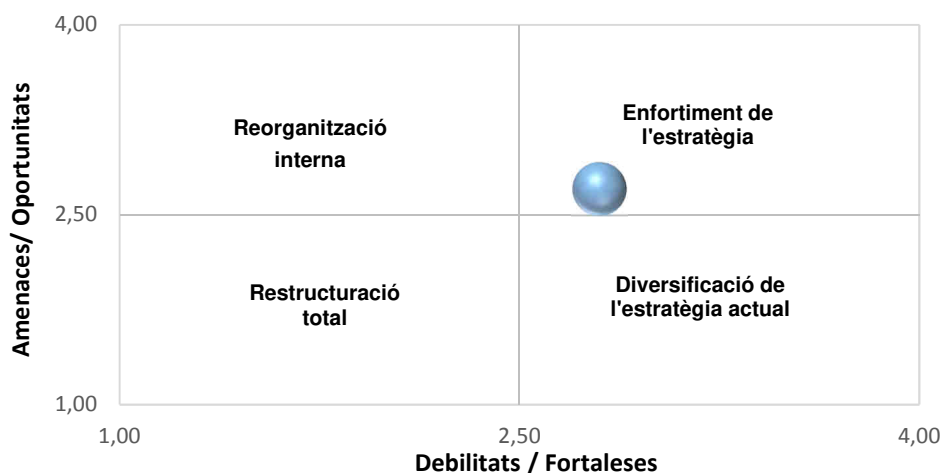 4,00
Enfortiment de
l'estratègia
Reorganització
interna
Amenaces/ Oportunitats
2,50
Diversificació de
l'estratègia actual
Restructuració
total
1,00
1,00
2,50
4,00
Debilitats / Fortaleses